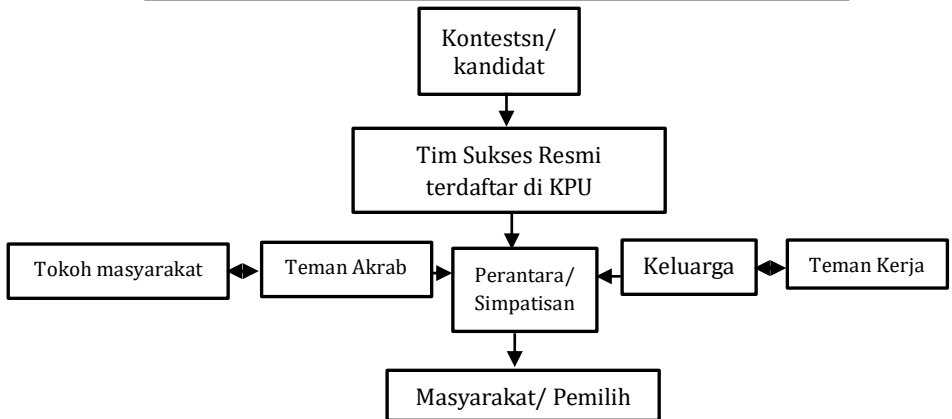 Kontestsn/
kandidat
Tim Sukses Resmi
terdaftar di KPU
Tokoh masyarakat
Teman Akrab
Perantara/
Simpatisan
Keluarga
Teman Kerja
Masyarakat/ Pemilih